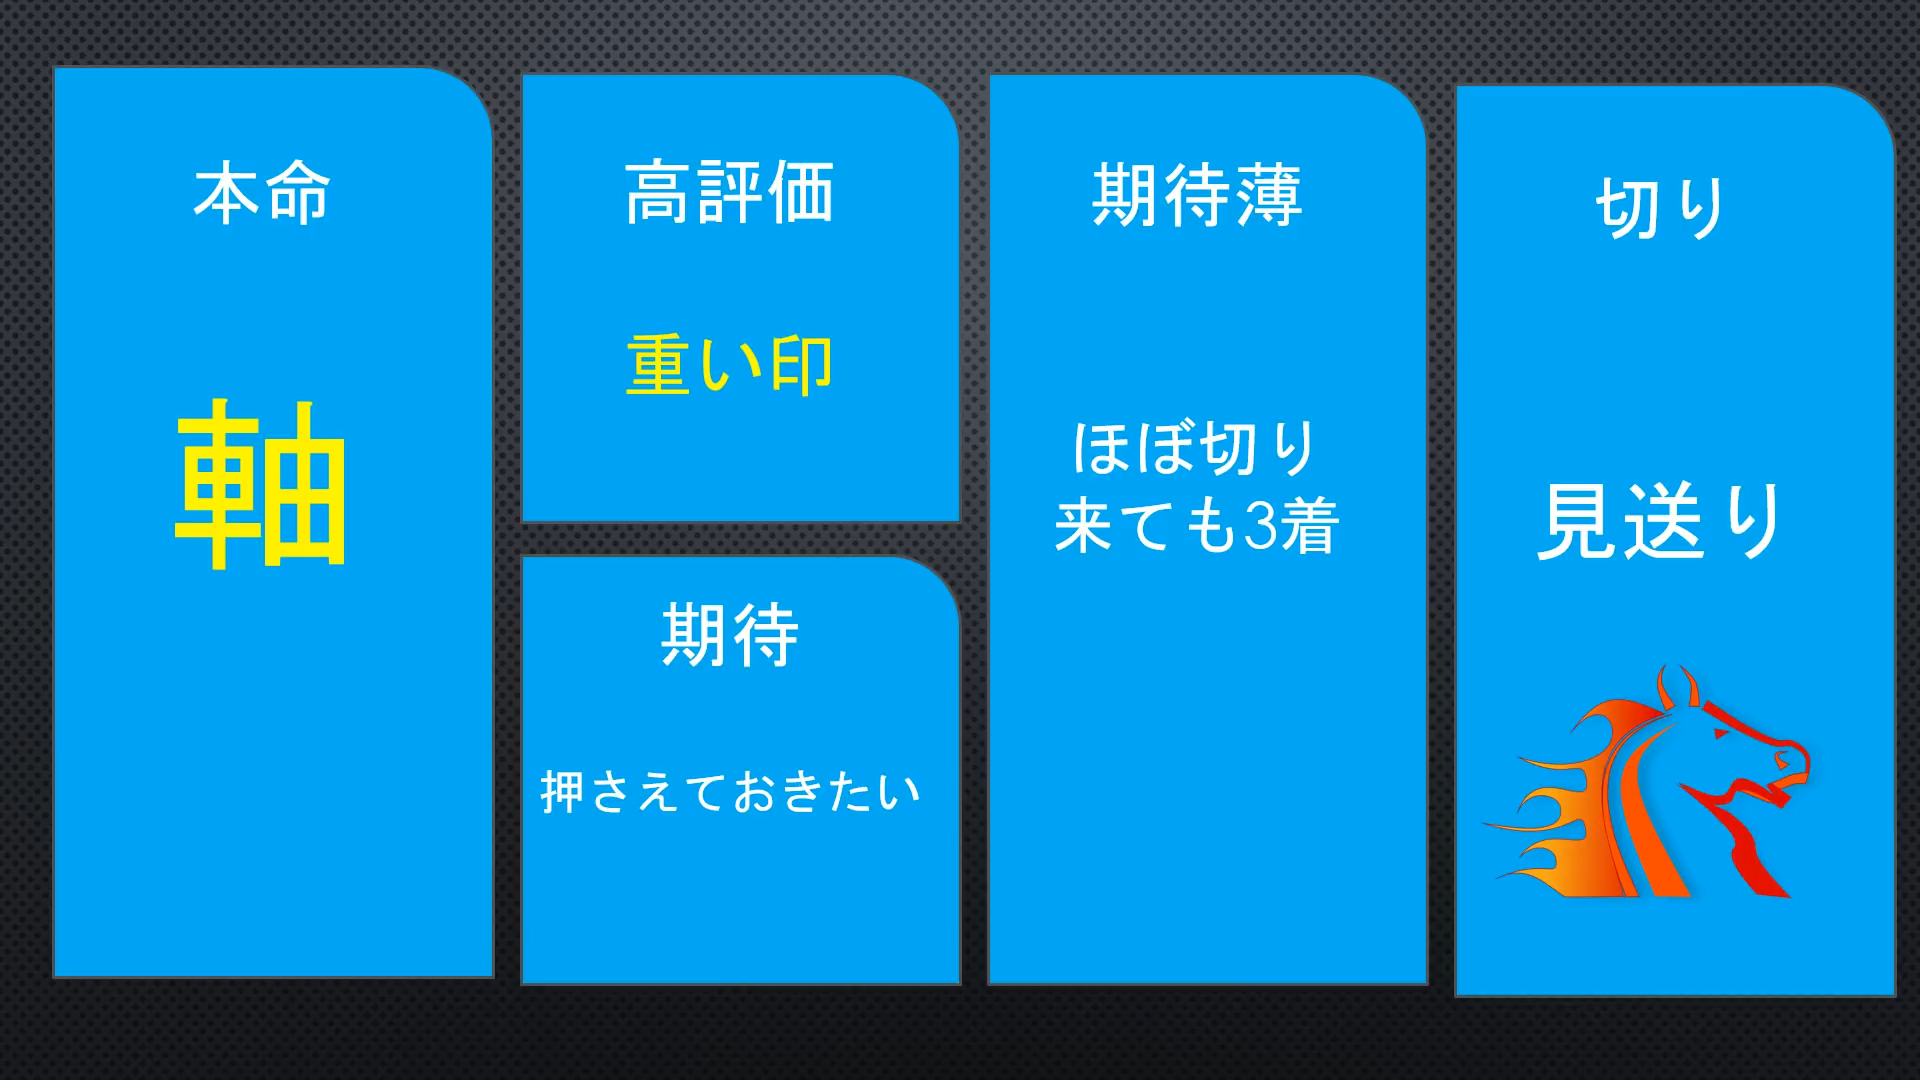 本命
軸
高評価
重い印
期待
押さえておきたい
期待薄
ほぼ切り
来ても3着
切り
見送り